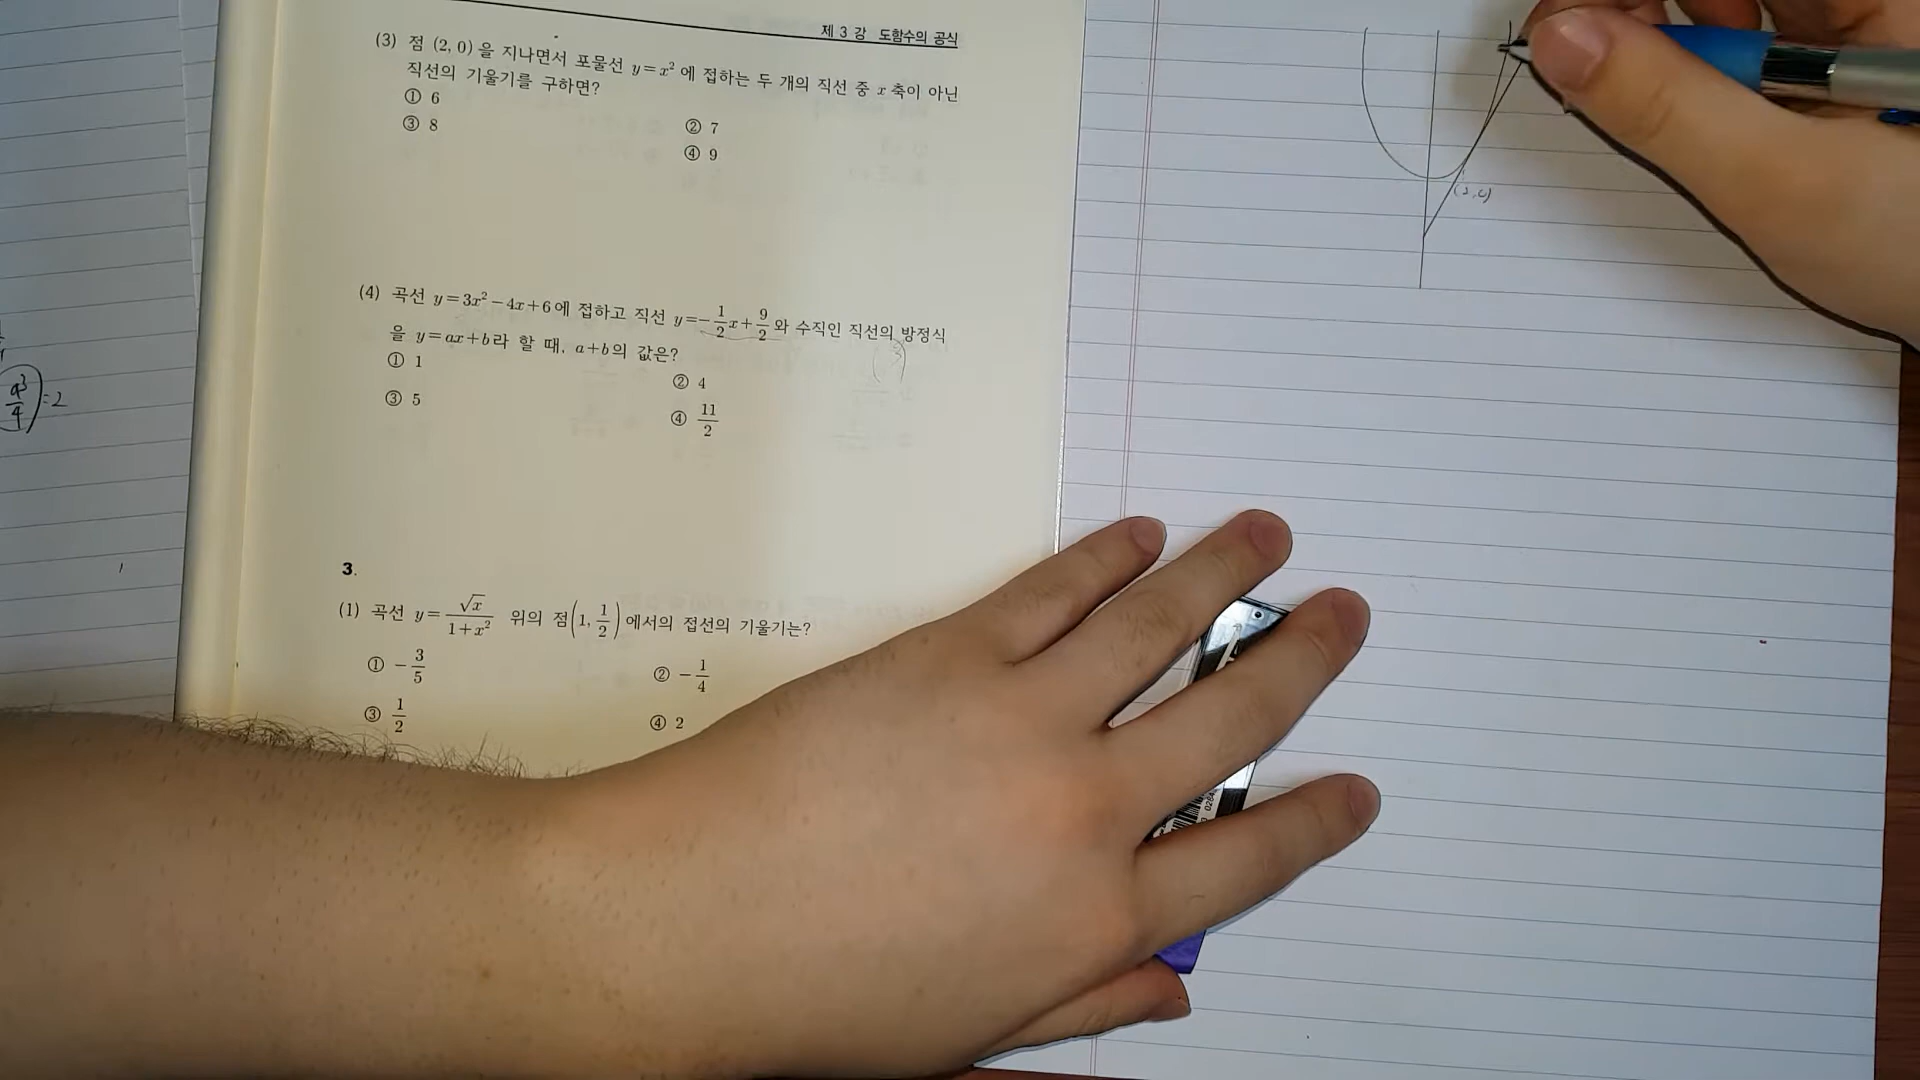 제 3 강 도함수의 공식
(3) 점 (2, 0) 을 지나면서 포물선 y=x² 에 접하는 두 개의 직선 중 x 축이 아닌
직선의 기울기를 구하면?
① 6
② 7
③ 8
④ 9
(4) 곡선 y=3x²-4x+6에 접하고 직선 y=-1/2x+9/2와 수직인 직선의 방정식
을 y=ax+b라 할 때, a+b의 값은?
① 1
② 4
③ 5
④ 11/2
3.
(1) 곡선 y=√x/(1+x²) 위의 점(1, 1/2)에서의 접선의 기울기는?
① -3/5
② -1/4
③ 1/2
④ 2